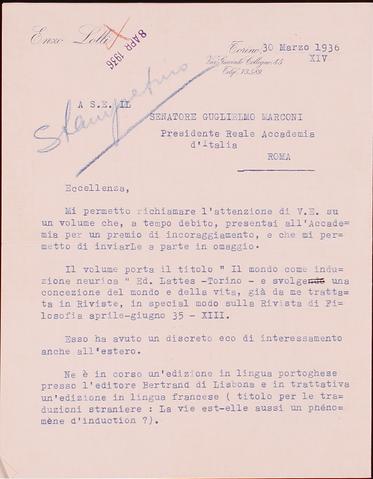 Enzo Lolli
8 APR 1936
Torino, 30 Marzo 1936
XIV
Via Giacinto Collegno 45
Telef. 73.589
Stampatino
A S.E. IL
SENATORE GUGLIELMO MARCONI
Presidente Reale Accademia
d'Italia
ROMA
Eccellenza,
Mi permetto richiamare l'attenzione di V.E. su
un volume che, a tempo debito, presentai all'Accade=
mia per un premio di incoraggiamento, e che mi per=
metto di inviarLe a parte in omaggio.
Il volume porta il titolo " Il mondo come indu=
zione neurica " Ed. Lattes -Torino - e svolge una
concezione del mondo e della vita, già da me tratta=
ta in Riviste, in special modo sulla Rivista di Fi=
losofia aprile-giugno 35 - XIII.
Esso ha avuto un discreto eco di interessamento
anche all'estero.
Ne è in corso un'edizione in lingua portoghese
presso l'editore Bertrand di Lisbona e in trattativa
un'edizione in lingua francese ( titolo per le tra=
duzioni straniere : La vie est-elle aussi un phéno=
mène d'induction ?).